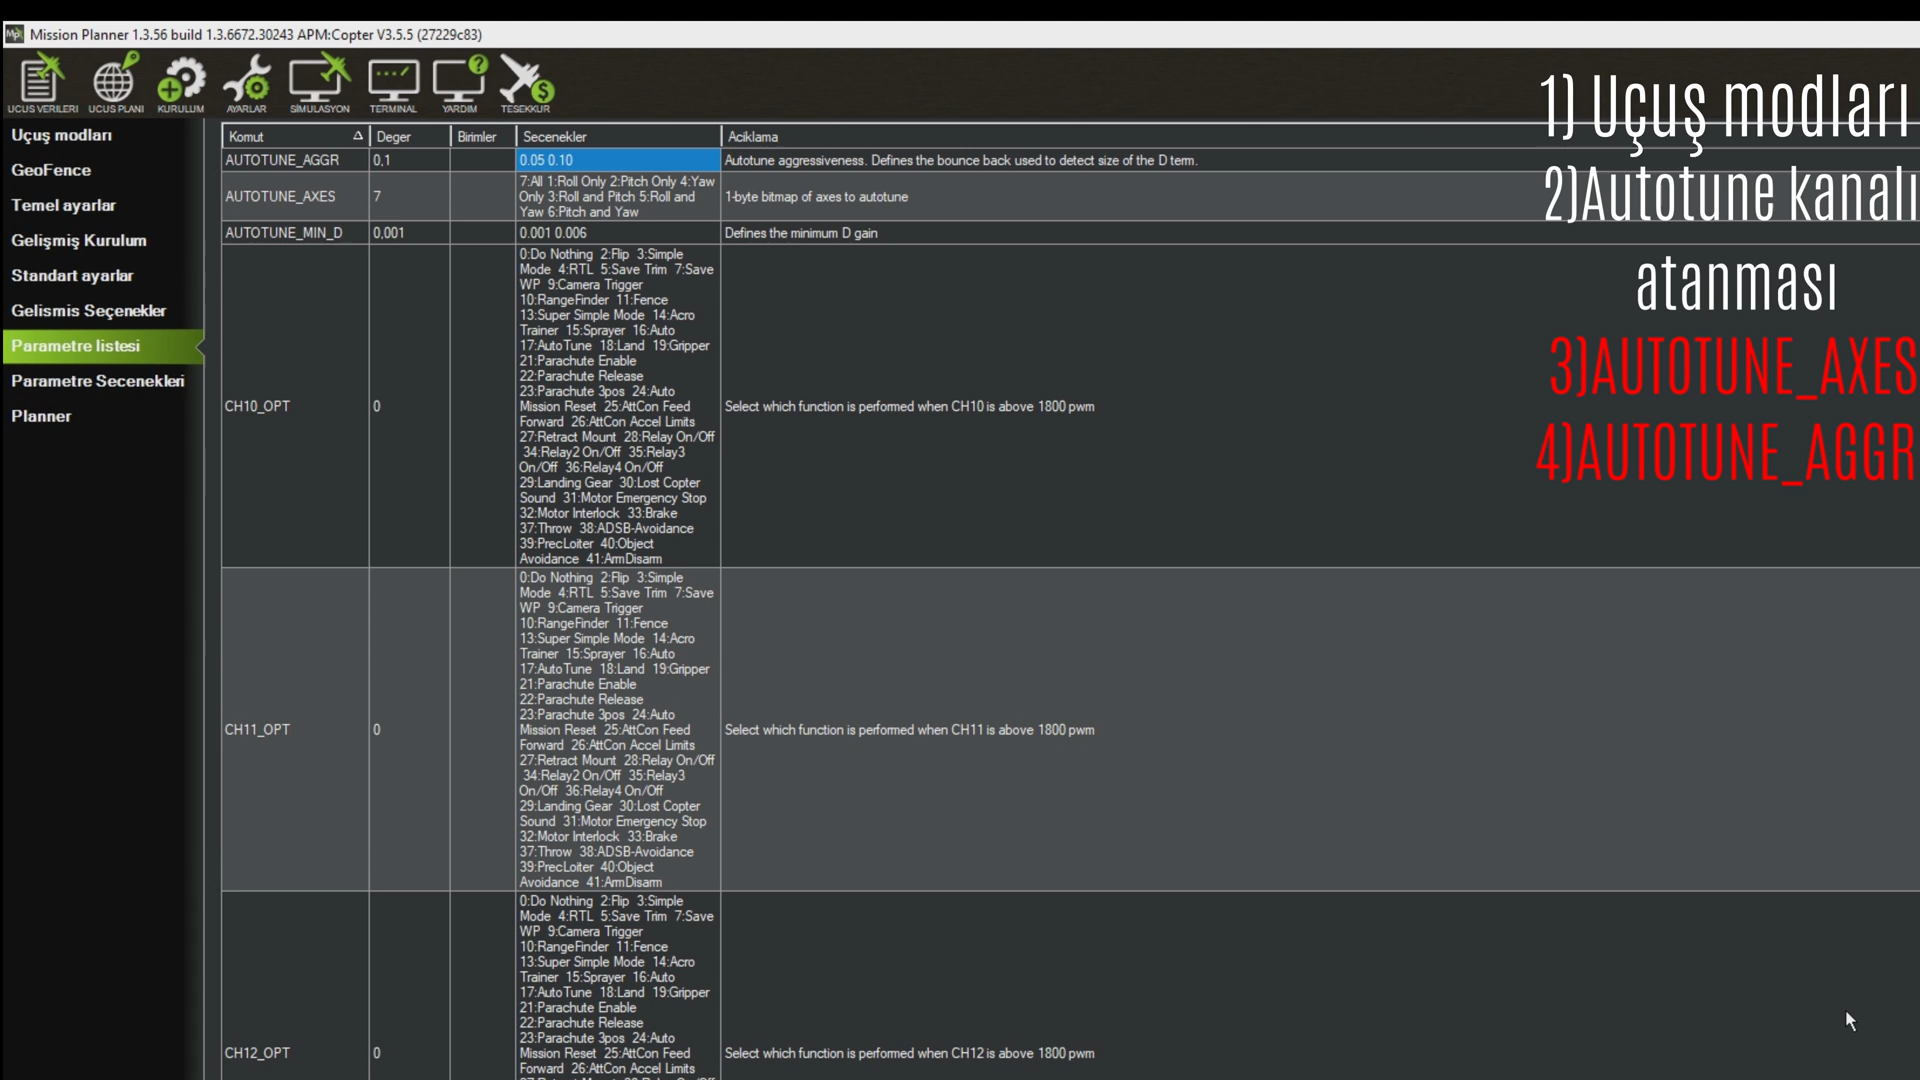 Mission Planner 1.3.56 build 1.3.6672.30243 APM:Copter V3.5.5 (27229c83)
UCUS VERILERI UCUS PLANI KURULUM AYARLAR SİMULASYON TERMINAL YARDIM TESEKKUR
Uçuş modları
GeoFence
Temel ayarlar
Gelişmiş Kurulum
Standart ayarlar
Gelismis Seçenekler
Parametre listesi
Parametre Secenekleri
Planner
Komut Deger Birimler Secenekler Aciklama
AUTOTUNE_AGGR 0,1 0.05 0.10 Autotune aggressiveness. Defines the bounce back used to detect size of the D term.
7:All 1:Roll Only 2:Pitch Only 4:Yaw
AUTOTUNE_AXES 7 Only 3:Roll and Pitch 5:Roll and 1-byte bitmap of axes to autotune
Yaw 6:Pitch and Yaw
AUTOTUNE_MIN_D 0,001 0.001 0.006 Defines the minimum D gain
0:Do Nothing 2:Flip 3:Simple
Mode 4:RTL 5:Save Trim 7:Save
WP 9:Camera Trigger
10:RangeFinder 11:Fence
13:Super Simple Mode 14:Acro
Trainer 15:Sprayer 16:Auto
17:AutoTune 18:Land 19:Gripper
21:Parachute Enable
22:Parachute Release
23:Parachute 3pos 24:Auto
CH10_OPT 0 Mission Reset 25:AttCon Feed Select which function is performed when CH10 is above 1800 pwm
Forward 26:AttCon Accel Limits
27:Retract Mount 28:Relay On/Off
34:Relay2 On/Off 35:Relay3
On/Off 36:Relay4 On/Off
29:Landing Gear 30:Lost Copter
Sound 31:Motor Emergency Stop
32:Motor Interlock 33:Brake
37:Throw 38:ADSB-Avoidance
39:PrecLoiter 40:Object
Avoidance 41:ArmDisarm
0:Do Nothing 2:Flip 3:Simple
Mode 4:RTL 5:Save Trim 7:Save
WP 9:Camera Trigger
10:RangeFinder 11:Fence
13:Super Simple Mode 14:Acro
Trainer 15:Sprayer 16:Auto
17:AutoTune 18:Land 19:Gripper
21:Parachute Enable
22:Parachute Release
23:Parachute 3pos 24:Auto
CH11_OPT 0 Mission Reset 25:AttCon Feed Select which function is performed when CH11 is above 1800 pwm
Forward 26:AttCon Accel Limits
27:Retract Mount 28:Relay On/Off
34:Relay2 On/Off 35:Relay3
On/Off 36:Relay4 On/Off
29:Landing Gear 30:Lost Copter
Sound 31:Motor Emergency Stop
32:Motor Interlock 33:Brake
37:Throw 38:ADSB-Avoidance
39:PrecLoiter 40:Object
Avoidance 41:ArmDisarm
0:Do Nothing 2:Flip 3:Simple
Mode 4:RTL 5:Save Trim 7:Save
WP 9:Camera Trigger
10:RangeFinder 11:Fence
13:Super Simple Mode 14:Acro
Trainer 15:Sprayer 16:Auto
17:AutoTune 18:Land 19:Gripper
21:Parachute Enable
22:Parachute Release
23:Parachute 3pos 24:Auto
CH12_OPT 0 Mission Reset 25:AttCon Feed Select which function is performed when CH12 is above 1800 pwm
Forward 26:AttCon Accel Limits
1) Uçuş modları
2)Autotune kanalı
atanması
3)AUTOTUNE_AXES
4)AUTOTUNE_AGGR